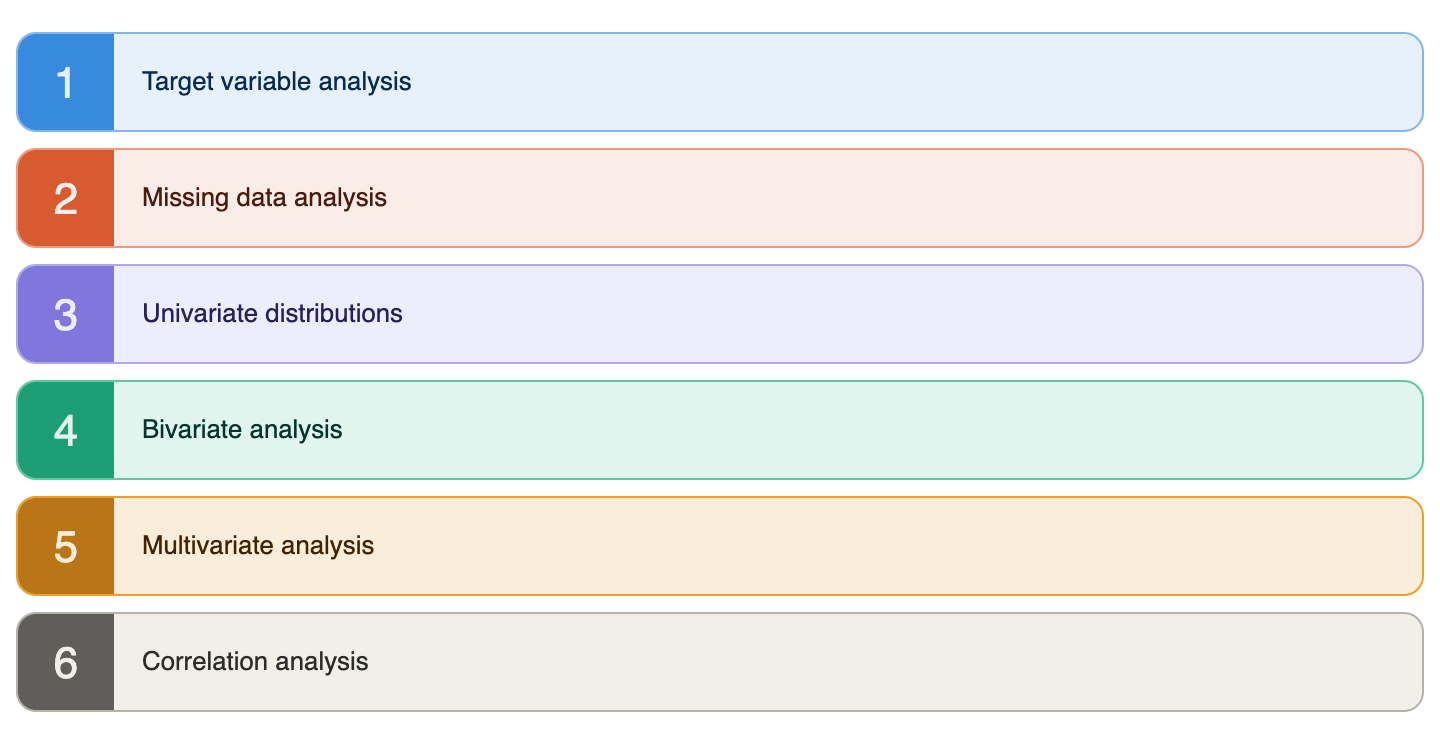 1 Target variable analysis
2 Missing data analysis
3 Univariate distributions
4 Bivariate analysis
5 Multivariate analysis
6 Correlation analysis